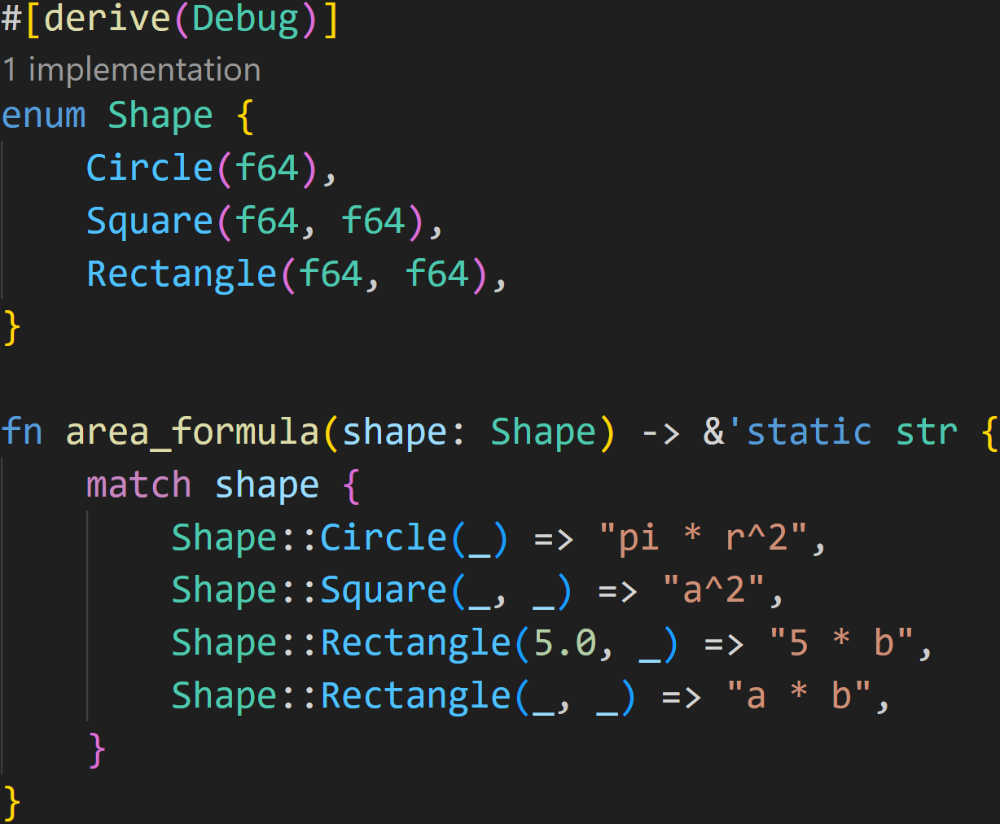 #[derive(Debug)]
1 implementation
enum Shape {
    Circle(f64),
    Square(f64, f64),
    Rectangle(f64, f64),
}

fn area_formula(shape: Shape) -> &'static str {
    match shape {
        Shape::Circle(_) => "pi * r^2",
        Shape::Square(_, _) => "a^2",
        Shape::Rectangle(5.0, _) => "5 * b",
        Shape::Rectangle(_, _) => "a * b",
    }
}